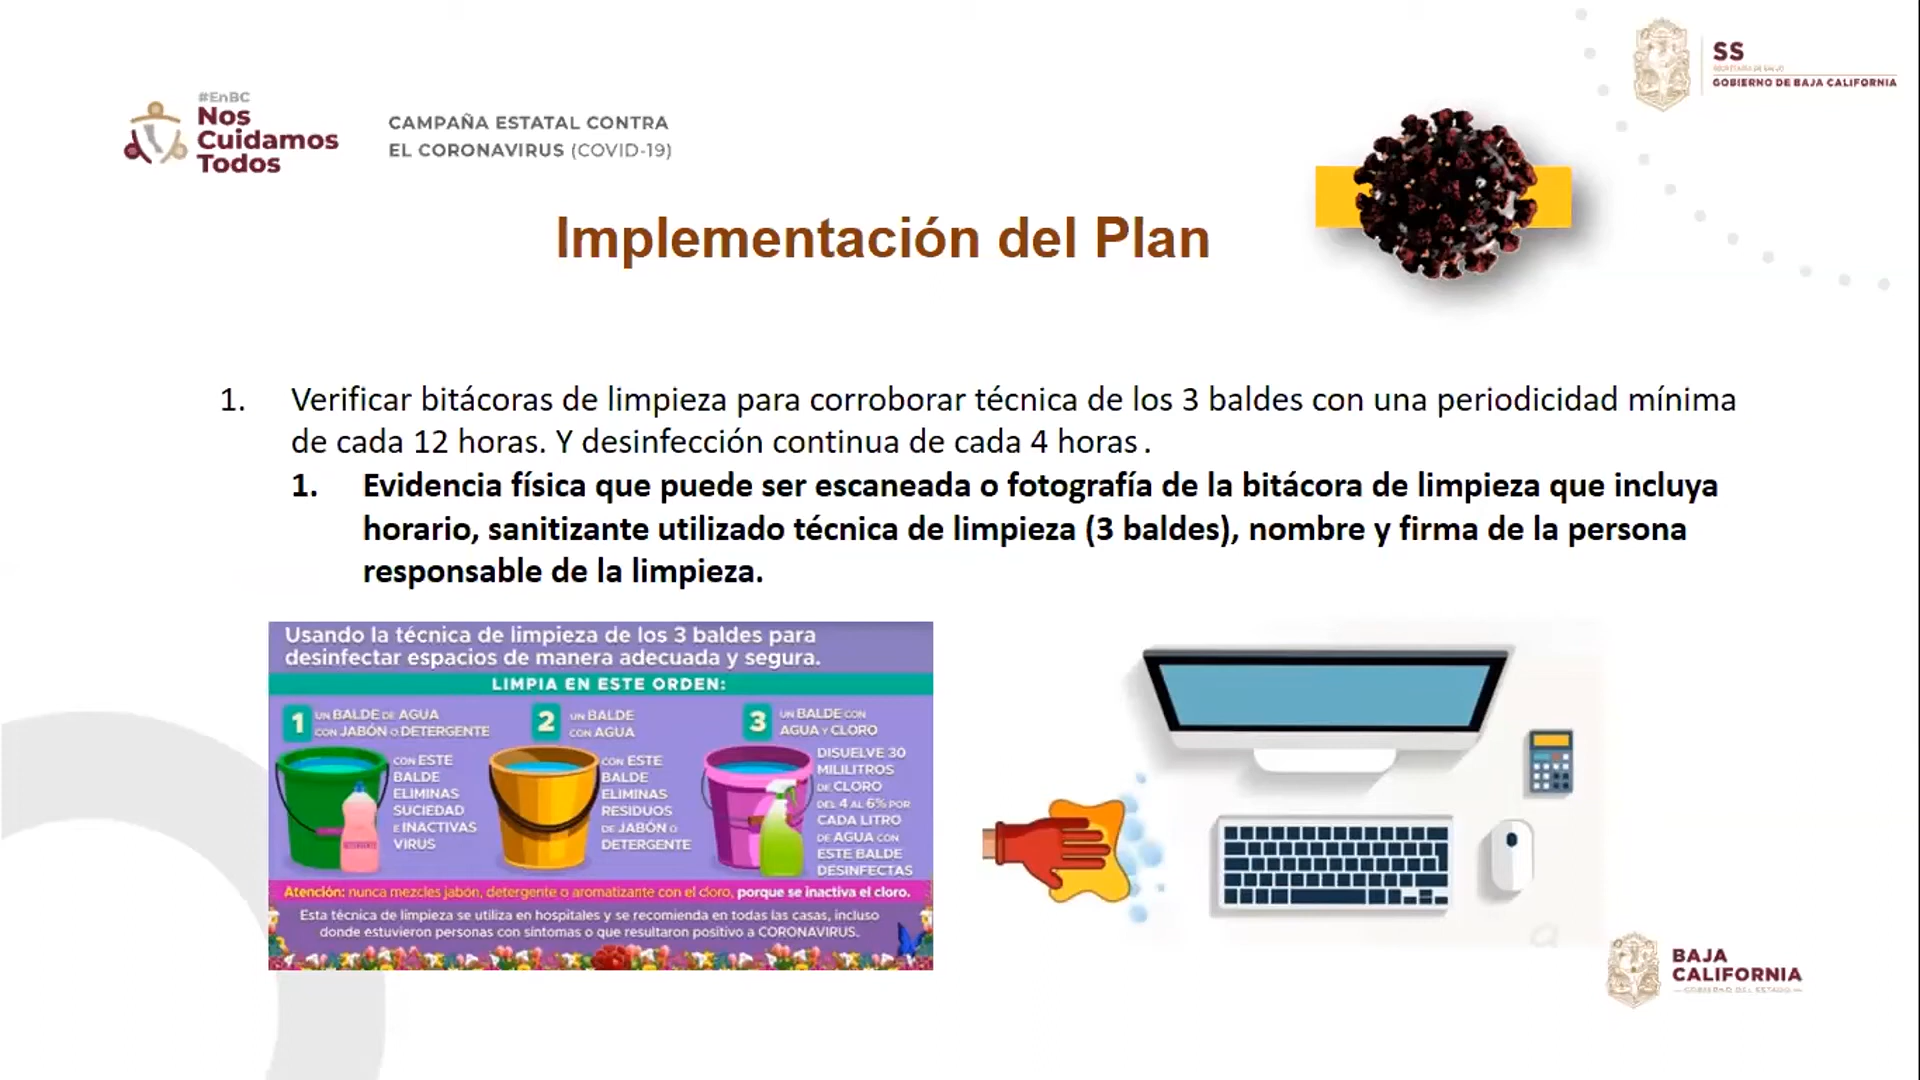 #EnBC
Nos
Cuidamos
Todos
CAMPAÑA ESTATAL CONTRA
EL CORONAVIRUS (COVID-19)
SS
SECRETARÍA DE SALUD
GOBIERNO DE BAJA CALIFORNIA
Implementación del Plan
1. Verificar bitácoras de limpieza para corroborar técnica de los 3 baldes con una periodicidad mínima
de cada 12 horas. Y desinfección continua de cada 4 horas.
1. Evidencia física que puede ser escaneada o fotografía de la bitácora de limpieza que incluya
horario, sanitizante utilizado técnica de limpieza (3 baldes), nombre y firma de la persona
responsable de la limpieza.
Usando la técnica de limpieza de los 3 baldes para
desinfectar espacios de manera adecuada y segura.
LIMPIA EN ESTE ORDEN:
1 UN BALDE DE AGUA
CON JABÓN O DETERGENTE
CON ESTE
BALDE
ELIMINAS
SUCIEDAD
E INACTIVAS
VIRUS
DETERGENTE
2 UN BALDE
CON AGUA
CON ESTE
BALDE
ELIMINAS
RESIDUOS
DE JABÓN O
DETERGENTE
3 UN BALDE CON
AGUA Y CLORO
DISUELVE 30
MILILITROS
DE CLORO
DEL 4 AL 6% POR
CADA LITRO
DE AGUA CON
ESTE BALDE
DESINFECTAS
Atención: nunca mezcles jabón, detergente o aromatizante con el cloro, porque se inactiva el cloro.
Esta técnica de limpieza se utiliza en hospitales y se recomienda en todas las casas, incluso
donde estuvieron personas con síntomas o que resultaron positivo a CORONAVIRUS.
BAJA
CALIFORNIA
GOBIERNO DEL ESTADO